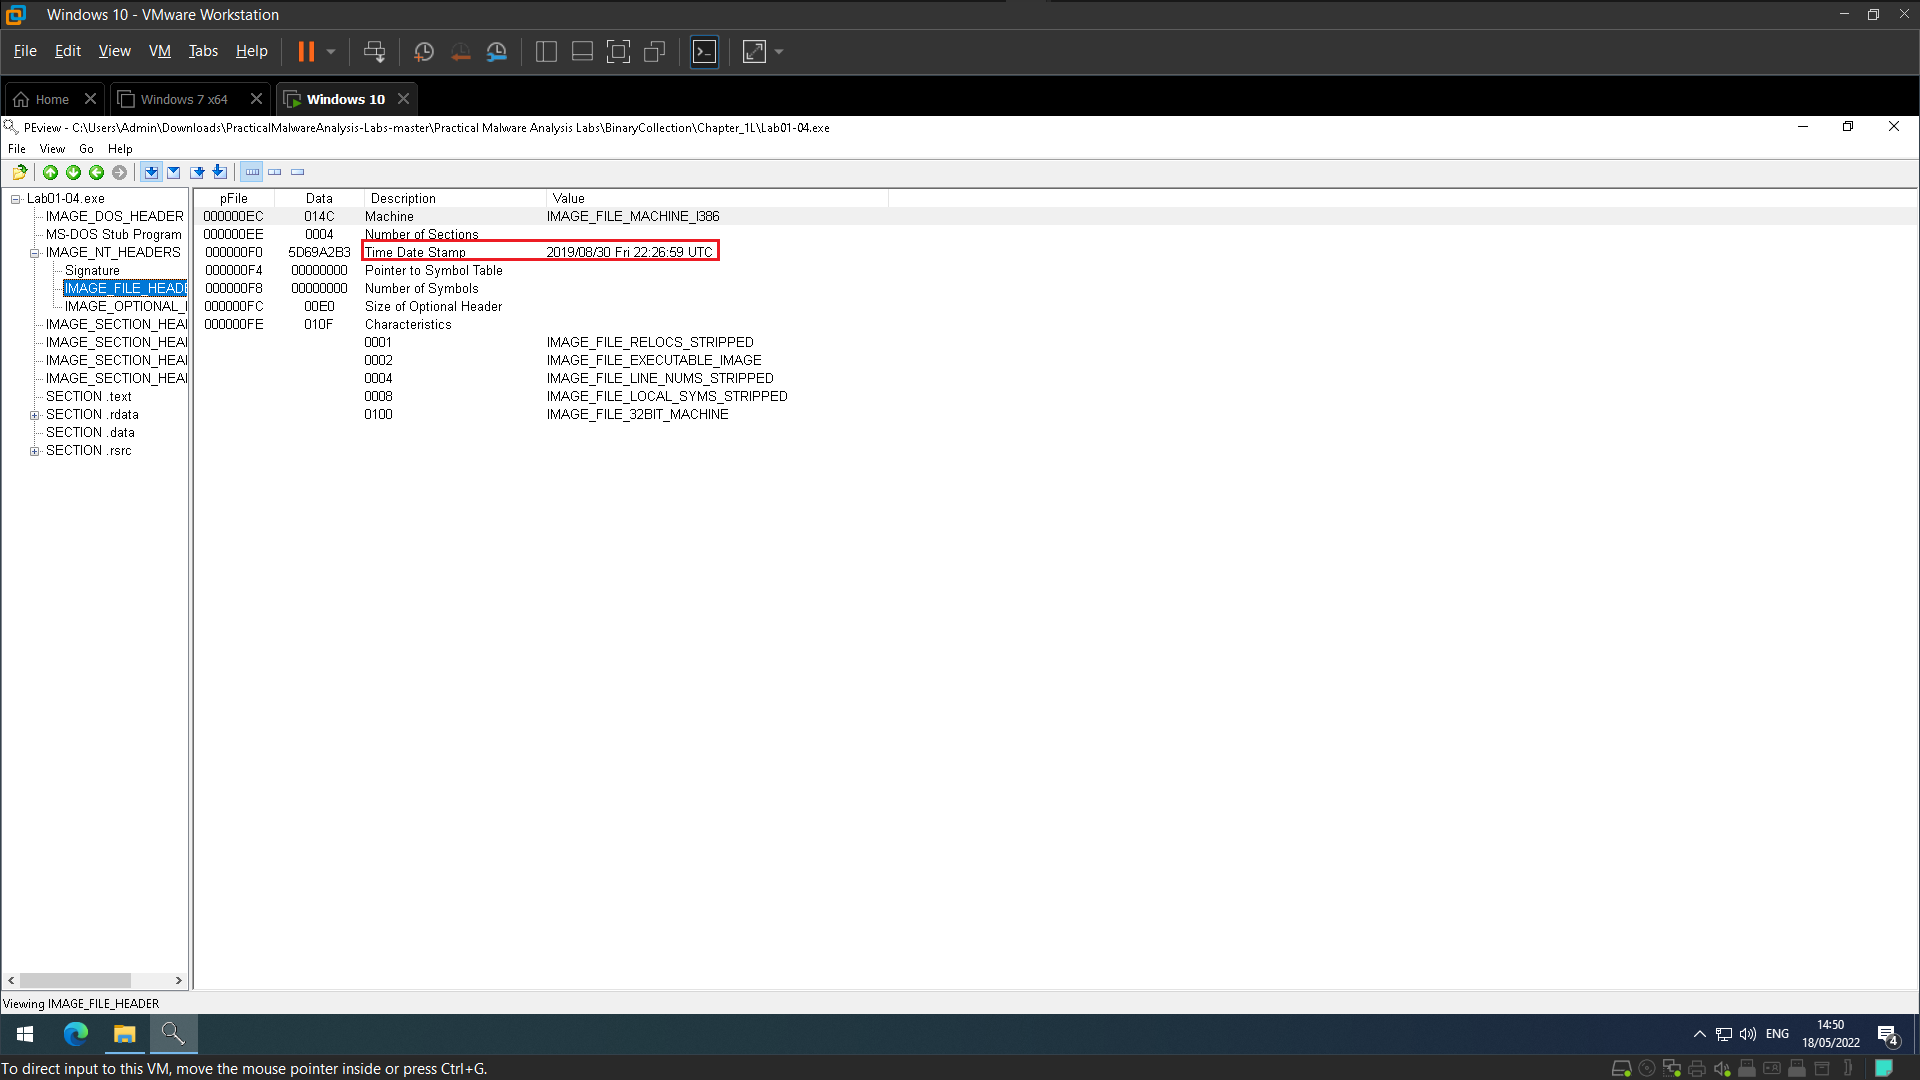 Windows 10 - VMware Workstation
File Edit View VM Tabs Help
Home Windows 7 x64 Windows 10
PEview - C:\Users\Admin\Downloads\PracticalMalwareAnalysis-Labs-master\Practical Malware Analysis Labs\BinaryCollection\Chapter_1L\Lab01-04.exe
File View Go Help
Lab01-04.exe
IMAGE_DOS_HEADER
MS-DOS Stub Program
IMAGE_NT_HEADERS
Signature
IMAGE_FILE_HEADE
IMAGE_OPTIONAL_
IMAGE_SECTION_HEA
IMAGE_SECTION_HEA
IMAGE_SECTION_HEA
IMAGE_SECTION_HEA
SECTION .text
SECTION .rdata
SECTION .data
SECTION .rsrc
pFile Data Description Value
000000EC 014C Machine IMAGE_FILE_MACHINE_I386
000000EE 0004 Number of Sections
000000F0 5D69A2B3 Time Date Stamp 2019/08/30 Fri 22:26:59 UTC
000000F4 00000000 Pointer to Symbol Table
000000F8 00000000 Number of Symbols
000000FC 00E0 Size of Optional Header
000000FE 010F Characteristics
0001 IMAGE_FILE_RELOCS_STRIPPED
0002 IMAGE_FILE_EXECUTABLE_IMAGE
0004 IMAGE_FILE_LINE_NUMS_STRIPPED
0008 IMAGE_FILE_LOCAL_SYMS_STRIPPED
0100 IMAGE_FILE_32BIT_MACHINE
Viewing IMAGE_FILE_HEADER
ENG
14:50
18/05/2022
4
To direct input to this VM, move the mouse pointer inside or press Ctrl+G.